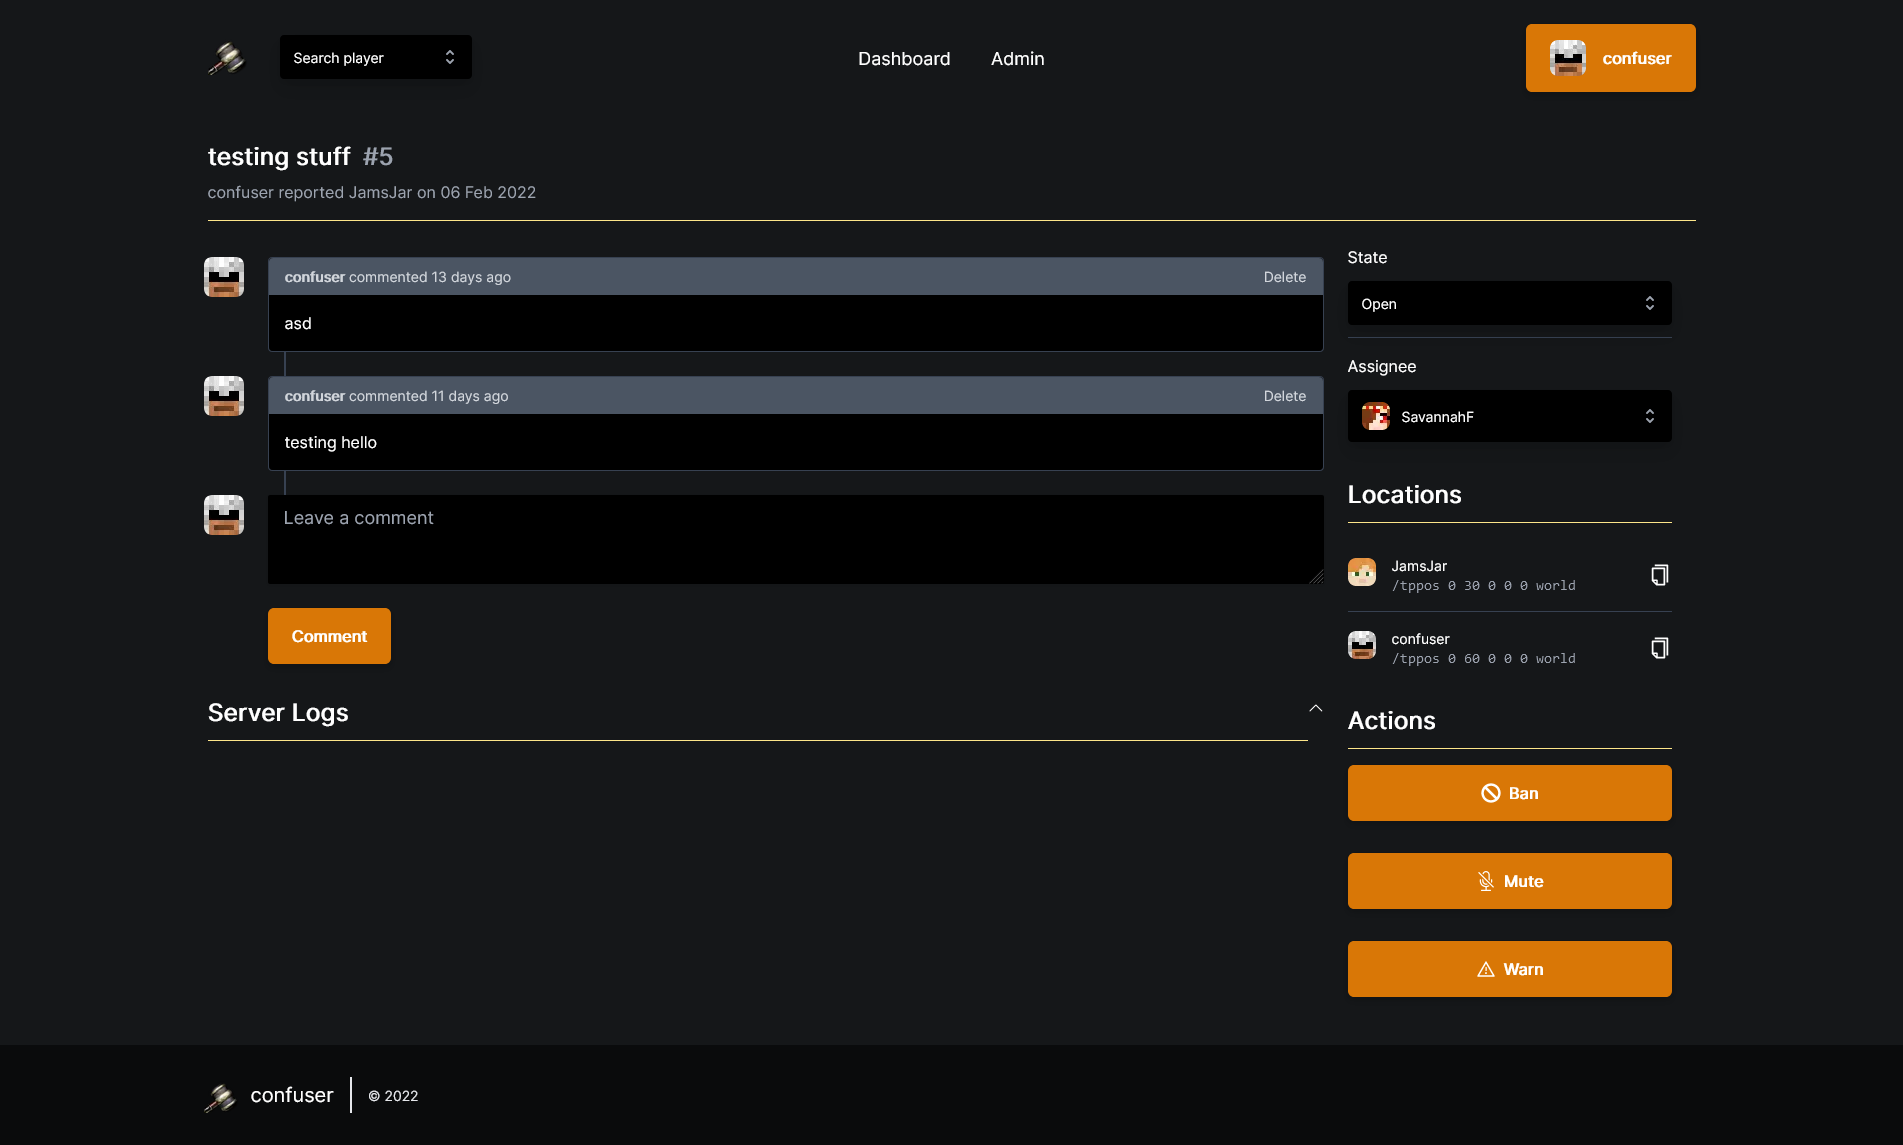 Search player
Dashboard
Admin
confuser
testing stuff #5
confuser reported JamsJar on 06 Feb 2022
confuser commented 13 days ago
Delete
asd
confuser commented 11 days ago
Delete
testing hello
Leave a comment
Comment
Server Logs
State
Open
Assignee
SavannahF
Locations
JamsJar
/tppos 0 30 0 0 0 world
confuser
/tppos 0 60 0 0 0 world
Actions
Ban
Mute
Warn
confuser
© 2022